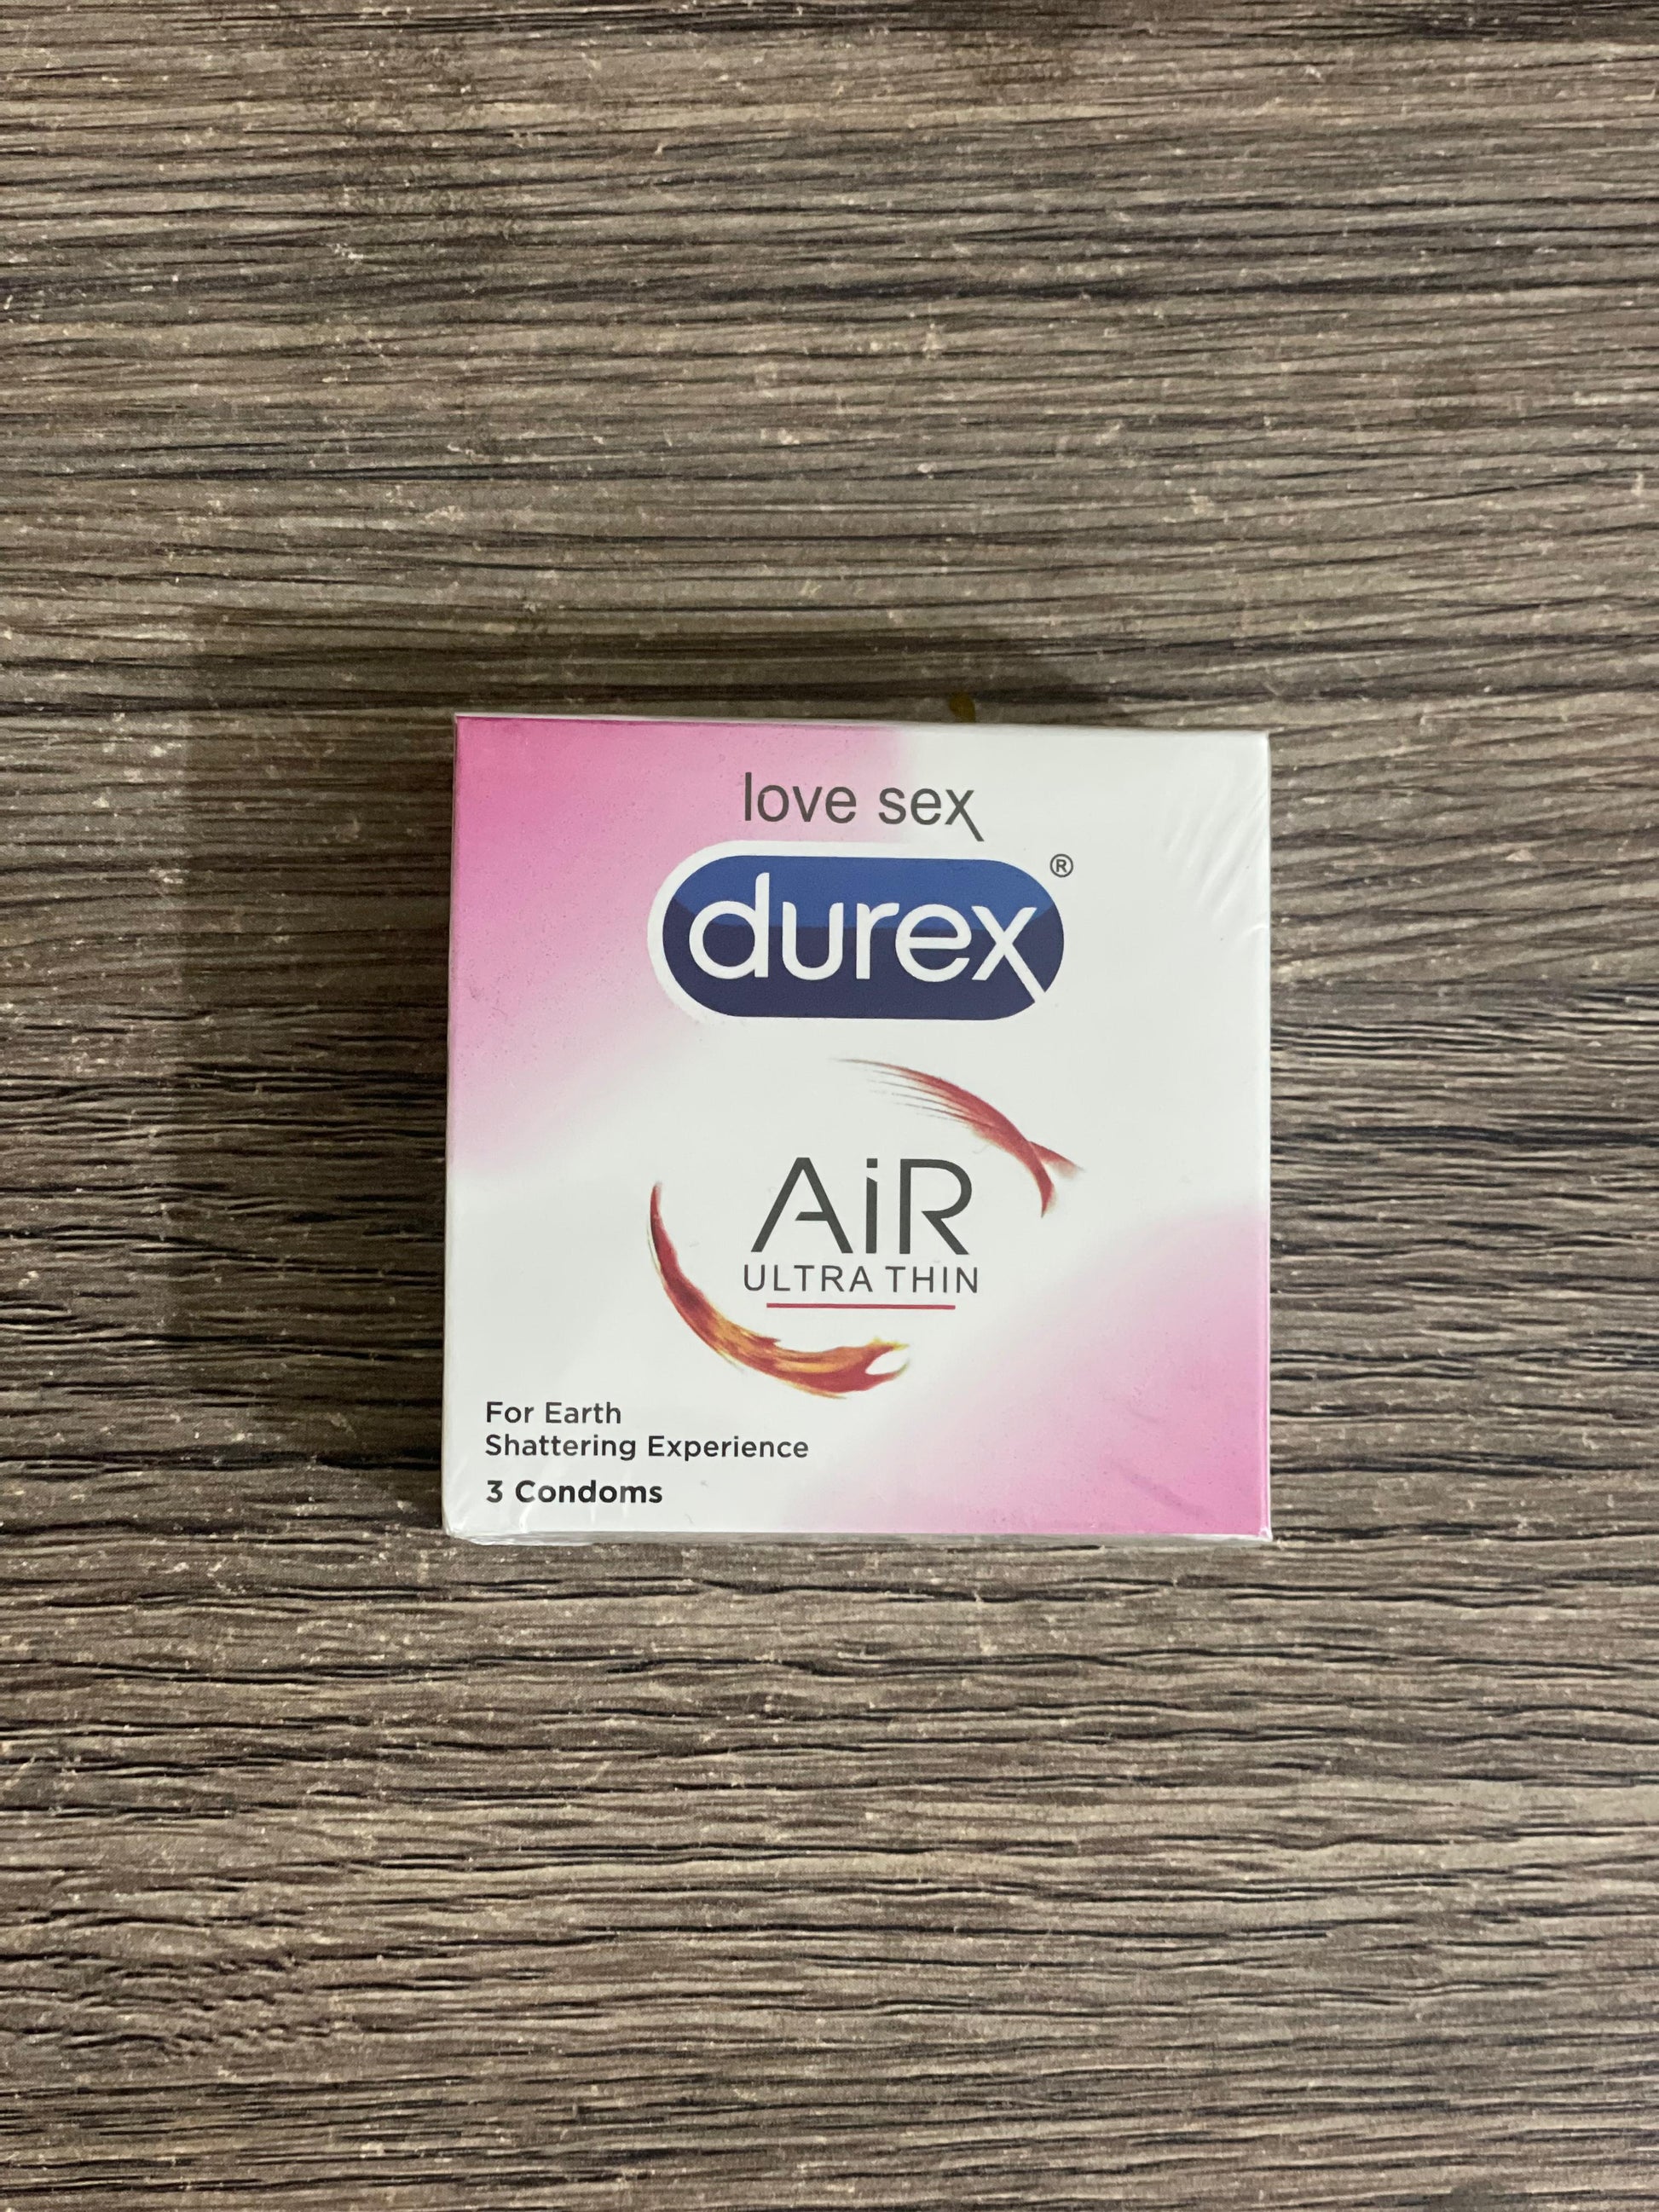 love sex
durex®
AiR
ULTRA THIN
For Earth
Shattering Experience
3 Condoms